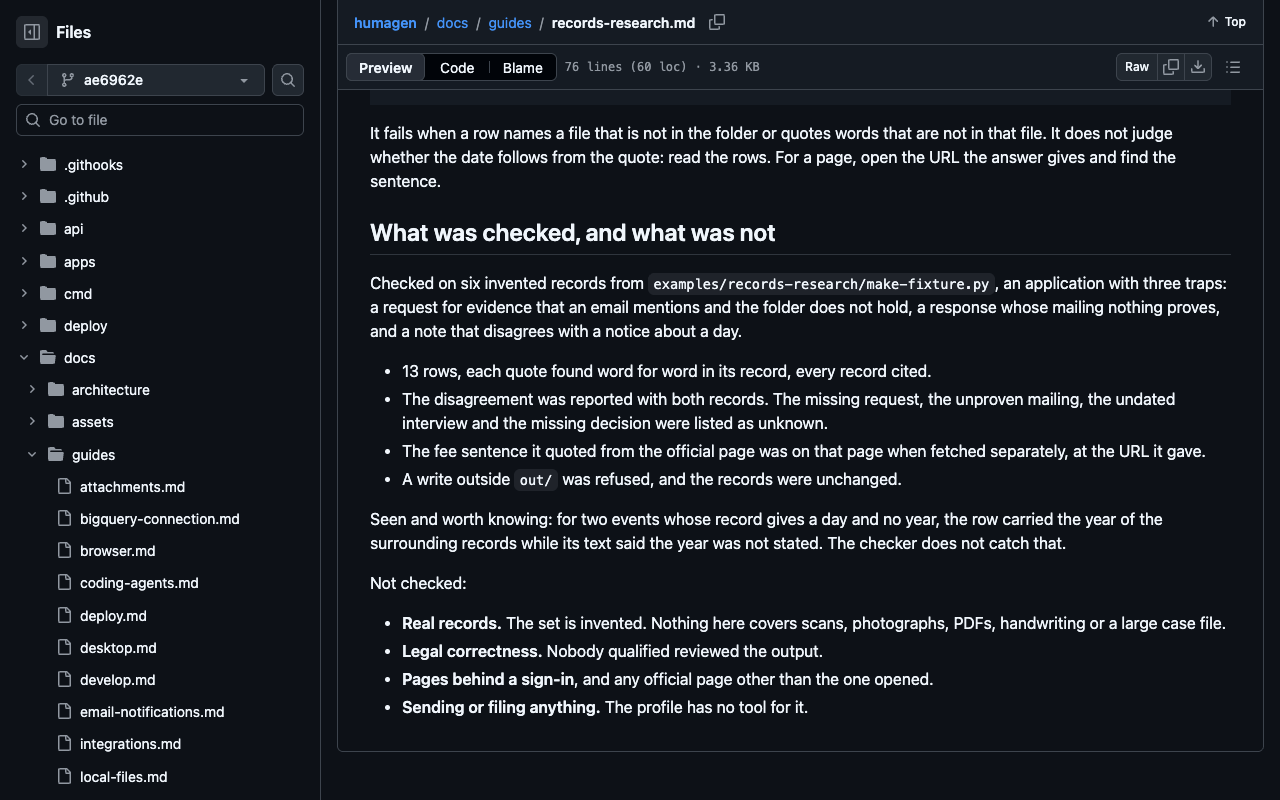 Files
ae6962e
Go to file
.githooks
.github
api
apps
cmd
deploy
docs
architecture
assets
guides
attachments.md
bigquery-connection.md
browser.md
coding-agents.md
deploy.md
desktop.md
develop.md
email-notifications.md
integrations.md
local-files.md
humagen / docs / guides / records-research.md
Top
Preview Code Blame 76 lines (60 loc) · 3.36 KB
Raw
It fails when a row names a file that is not in the folder or quotes words that are not in that file. It does not judge
whether the date follows from the quote: read the rows. For a page, open the URL the answer gives and find the
sentence.
What was checked, and what was not
Checked on six invented records from examples/records-research/make-fixture.py, an application with three traps:
a request for evidence that an email mentions and the folder does not hold, a response whose mailing nothing proves,
and a note that disagrees with a notice about a day.
• 13 rows, each quote found word for word in its record, every record cited.
• The disagreement was reported with both records. The missing request, the unproven mailing, the undated
interview and the missing decision were listed as unknown.
• The fee sentence it quoted from the official page was on that page when fetched separately, at the URL it gave.
• A write outside out/ was refused, and the records were unchanged.
Seen and worth knowing: for two events whose record gives a day and no year, the row carried the year of the
surrounding records while its text said the year was not stated. The checker does not catch that.
Not checked:
• Real records. The set is invented. Nothing here covers scans, photographs, PDFs, handwriting or a large case file.
• Legal correctness. Nobody qualified reviewed the output.
• Pages behind a sign-in, and any official page other than the one opened.
• Sending or filing anything. The profile has no tool for it.